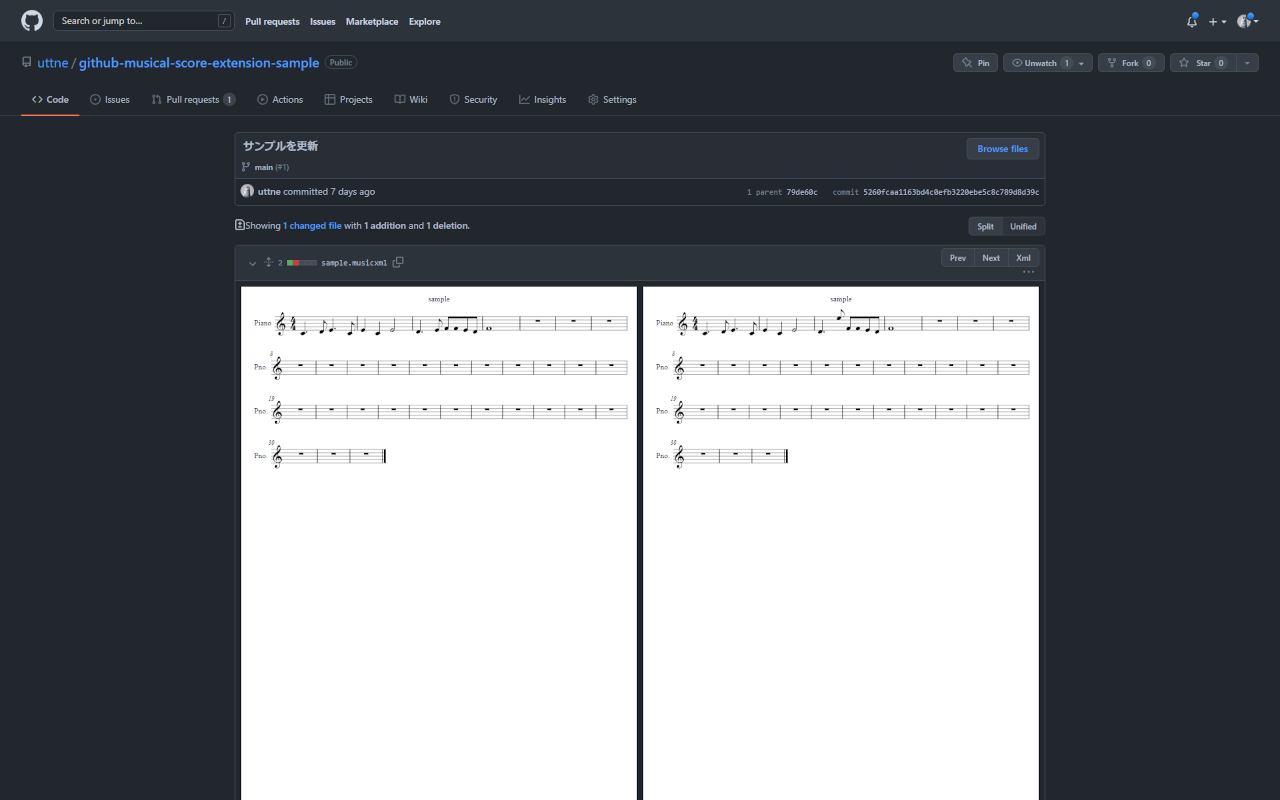 Search or jump to... /
Pull requests Issues Marketplace Explore
uttne / github-musical-score-extension-sample Public
Pin Unwatch 1 Fork 0 Star 0
Code Issues Pull requests 1 Actions Projects Wiki Security Insights Settings
サンプルを更新
Browse files
main (#1)
uttne committed 7 days ago
1 parent 79de60c commit 5260fcaa1163bd4c0efb3220ebe5c8c789d8d39c
Showing 1 changed file with 1 addition and 1 deletion.
Split Unified
2 sample.musicxml
Prev Next Xml
sample
Piano
8
Pno.
19
Pno.
30
Pno.
sample
Piano
8
Pno.
19
Pno.
30
Pno.